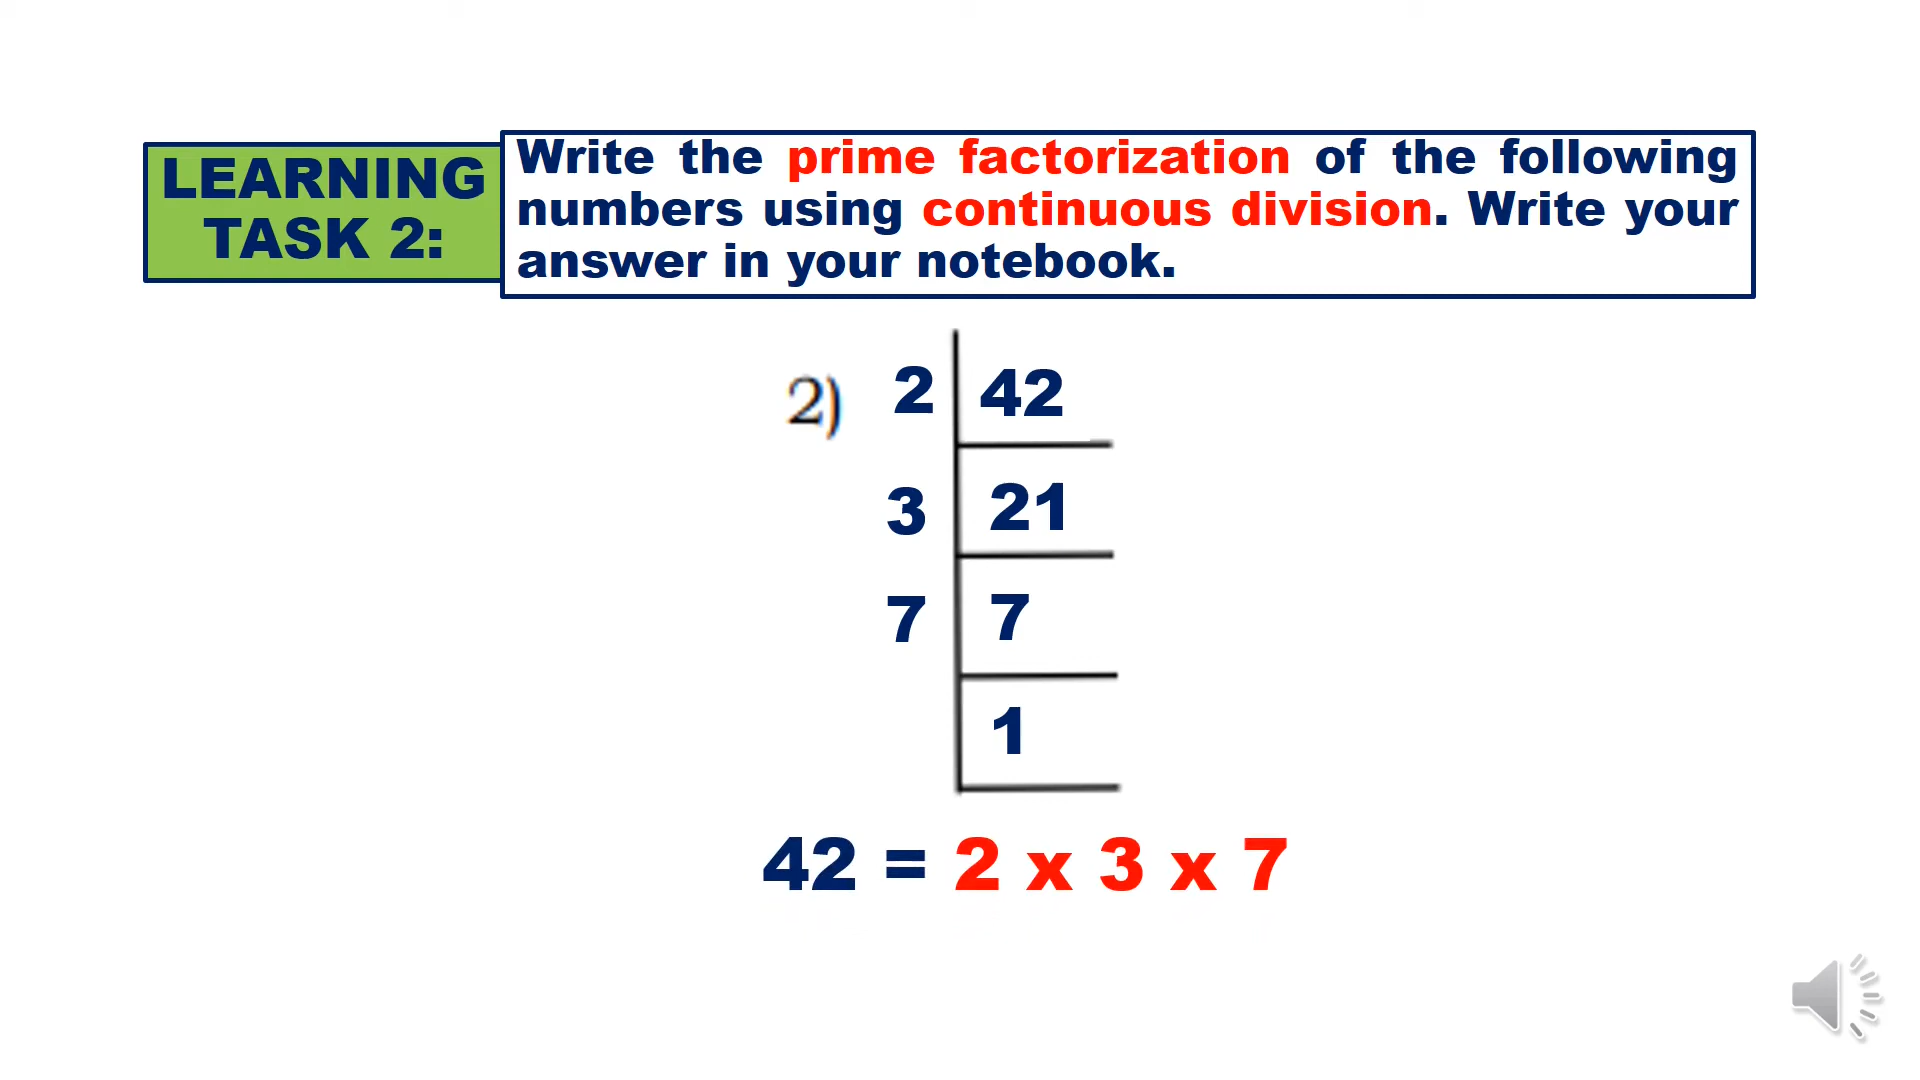 LEARNING
TASK 2:
Write the prime factorization of the following
numbers using continuous division. Write your
answer in your notebook.
2) 2 42
3 21
7 7
1
42 = 2 x 3 x 7